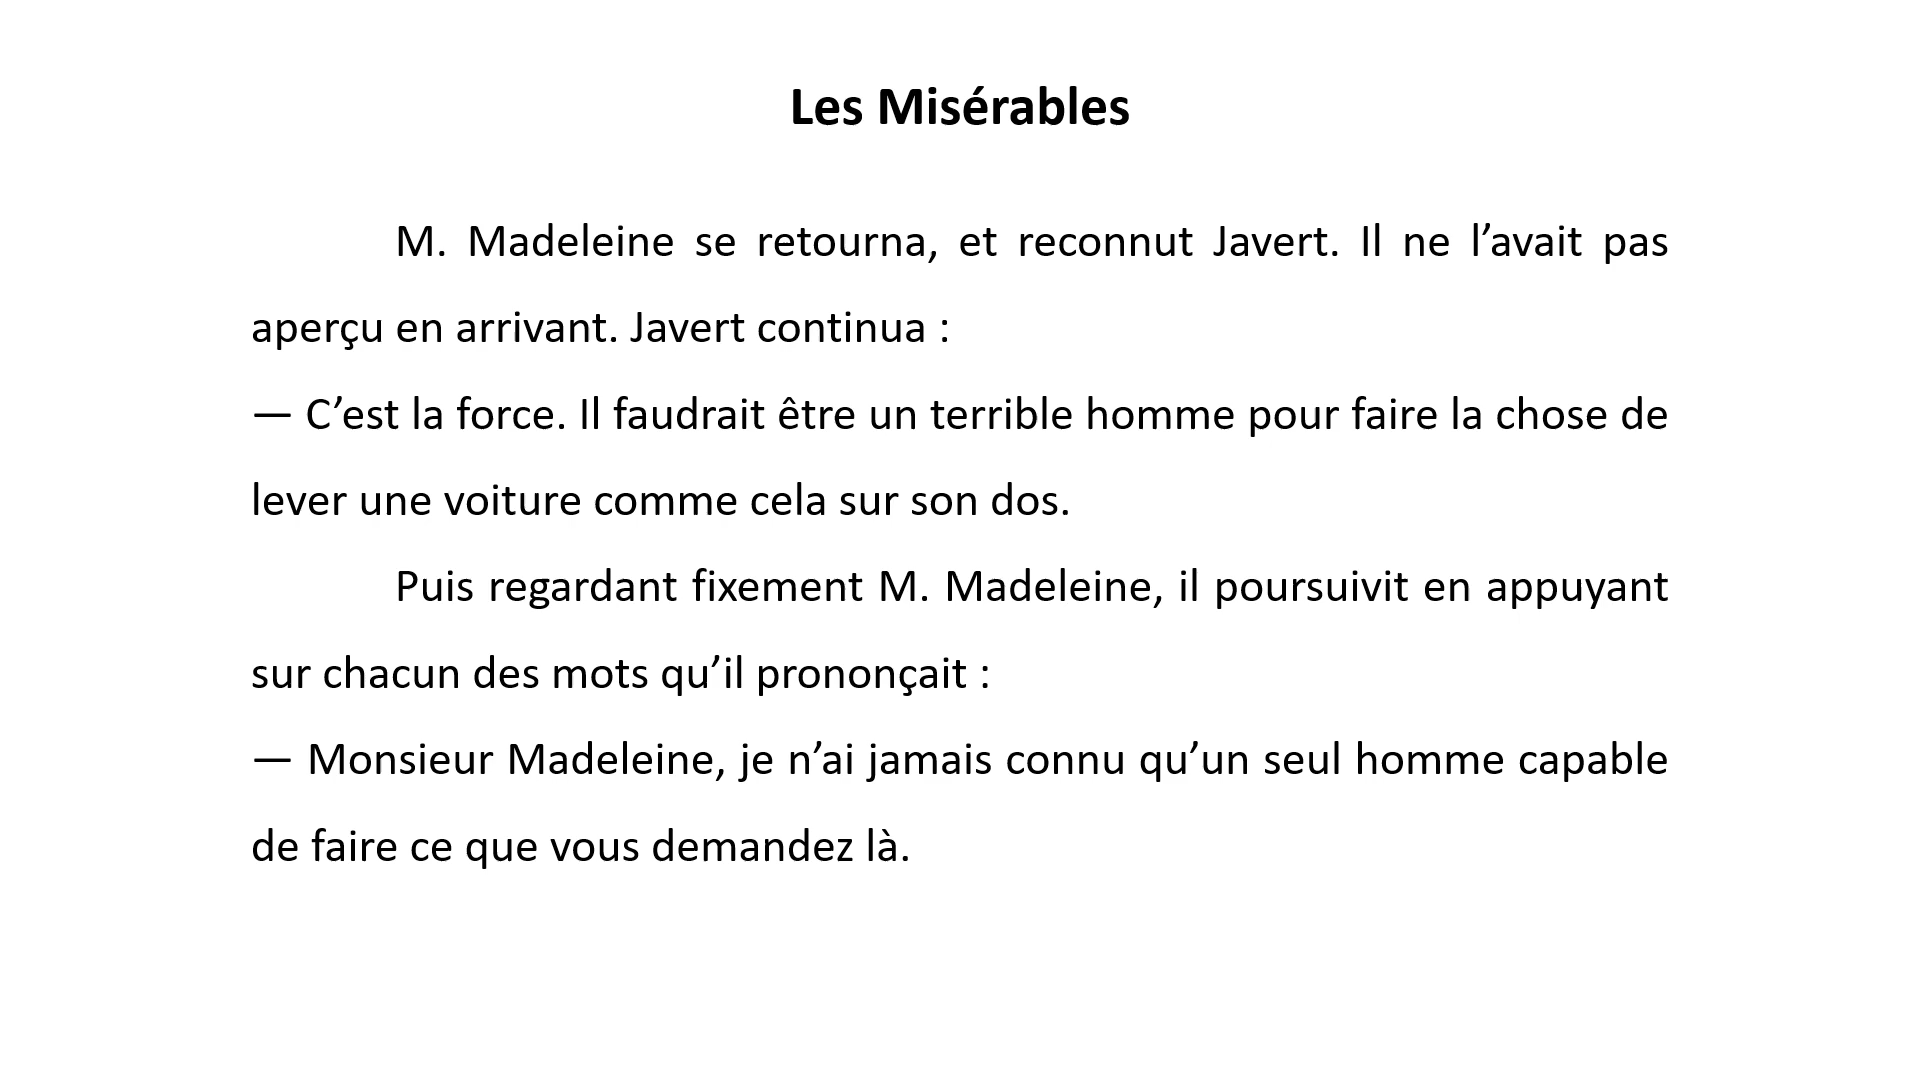 Les Misérables
M. Madeleine se retourna, et reconnut Javert. Il ne l’avait pas
aperçu en arrivant. Javert continua :
— C’est la force. Il faudrait être un terrible homme pour faire la chose de
lever une voiture comme cela sur son dos.
Puis regardant fixement M. Madeleine, il poursuivit en appuyant
sur chacun des mots qu’il prononçait :
— Monsieur Madeleine, je n’ai jamais connu qu’un seul homme capable
de faire ce que vous demandez là.